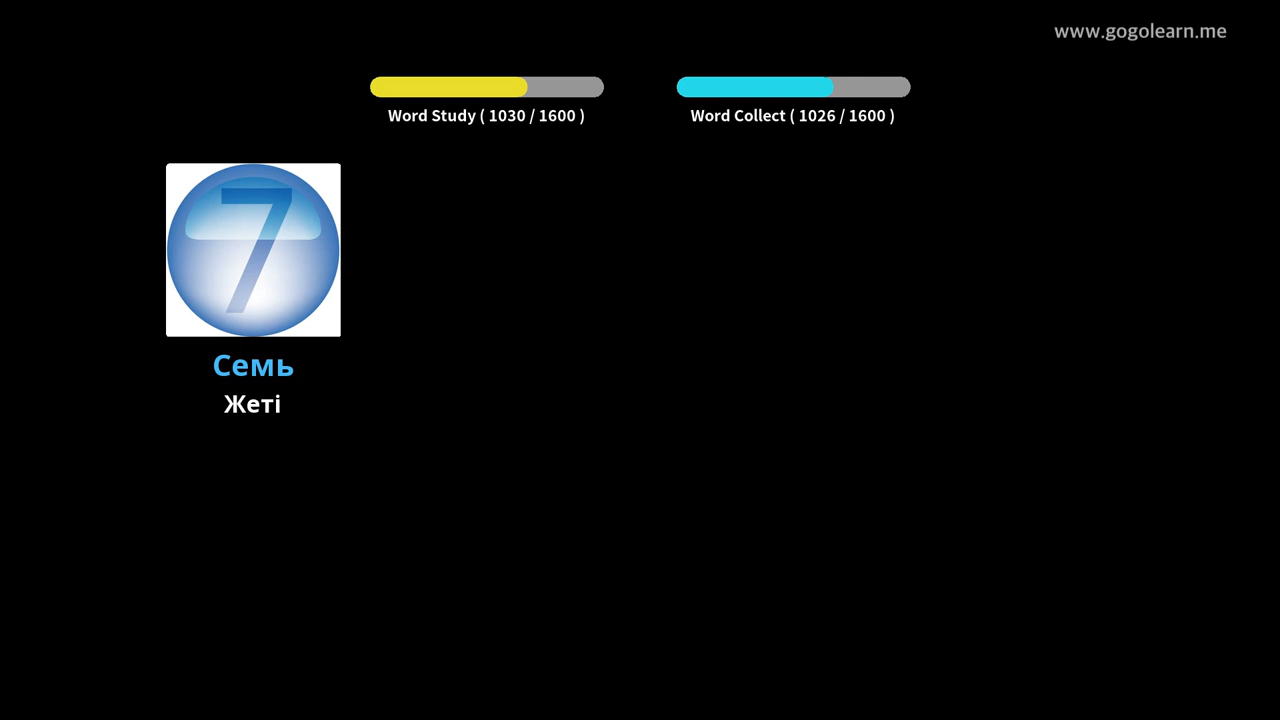 www.gogolearn.me
Word Study ( 1030 / 1600 )
Word Collect ( 1026 / 1600 )
7
Семь
Жеті